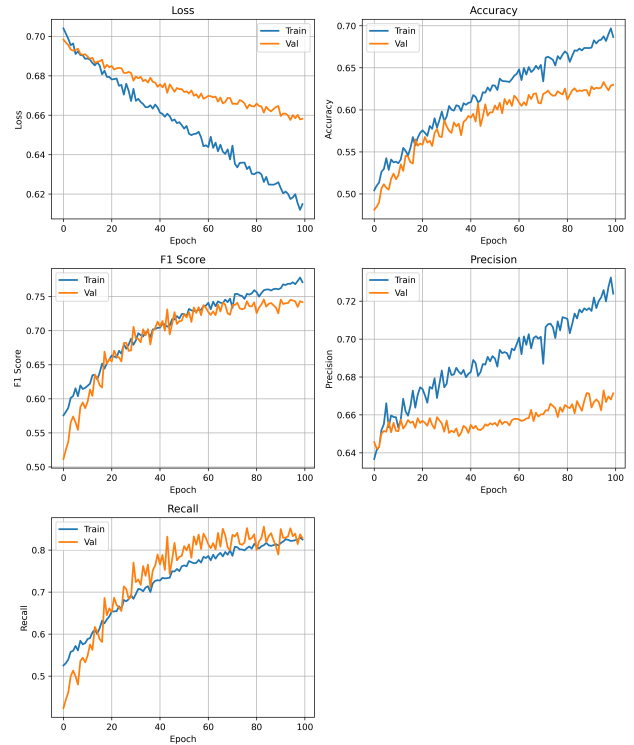 Loss
0.70
0.68
0.66
0.64
0.62
Loss
Train
Val
0 20 40 60 80 100
Epoch
Accuracy
0.70
0.65
0.60
0.55
0.50
Accuracy
Train
Val
0 20 40 60 80 100
Epoch
F1 Score
0.75
0.70
0.65
0.60
0.55
0.50
F1 Score
Train
Val
0 20 40 60 80 100
Epoch
Precision
0.72
0.70
0.68
0.66
0.64
Precision
Train
Val
0 20 40 60 80 100
Epoch
Recall
0.8
0.7
0.6
0.5
Recall
Train
Val
0 20 40 60 80 100
Epoch